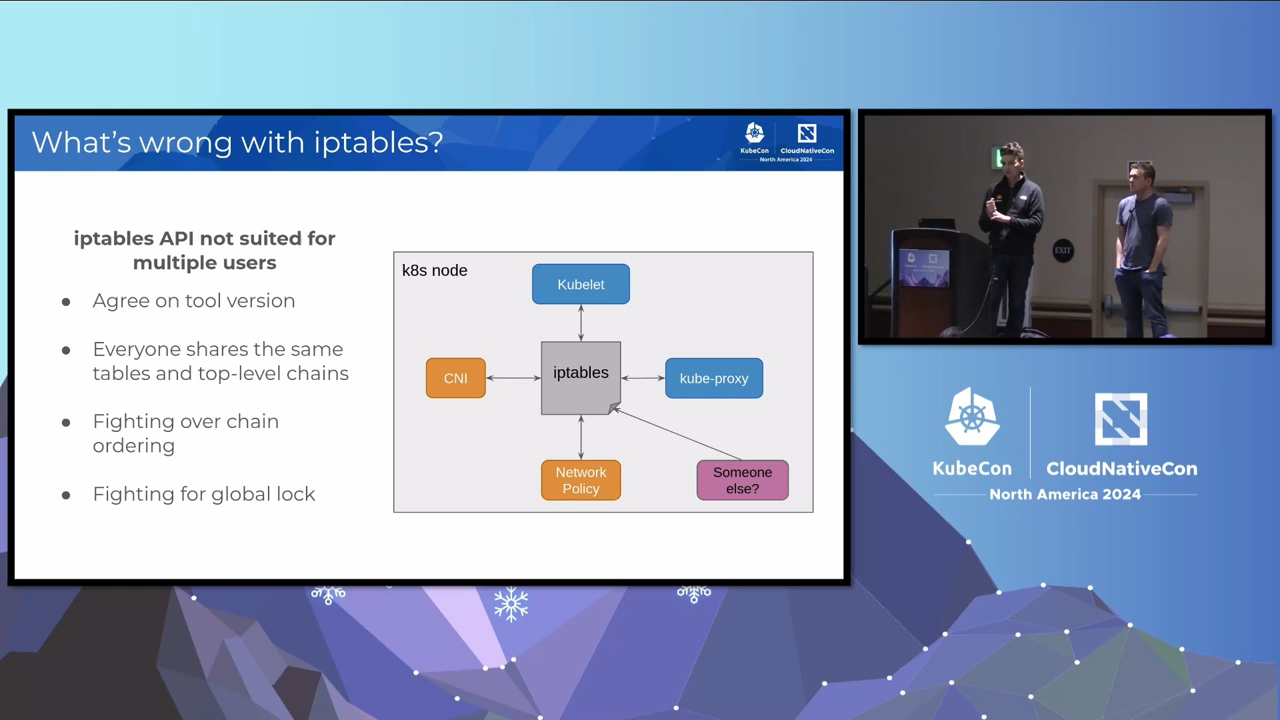 What's wrong with iptables?
KubeCon
CloudNativeCon
North America 2024
iptables API not suited for
multiple users
● Agree on tool version
● Everyone shares the same
tables and top-level chains
● Fighting over chain
ordering
● Fighting for global lock
k8s node
Kubelet
CNI
iptables
kube-proxy
Network
Policy
Someone
else?
EXIT
KubeCon
CloudNativeCon
North America 2024